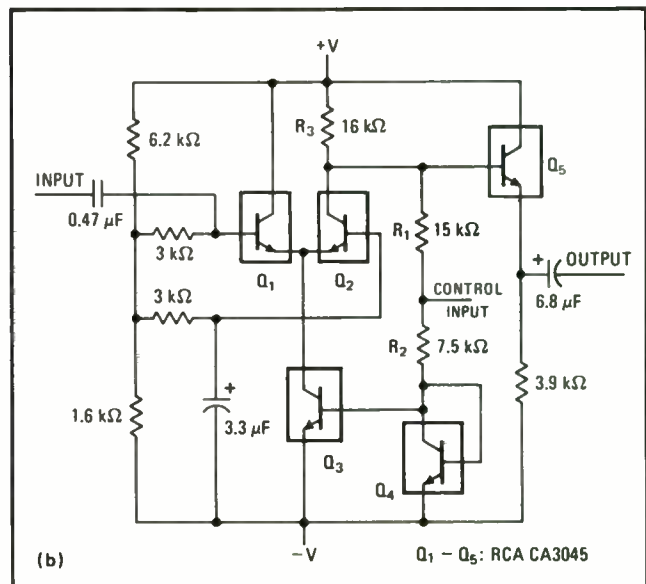 +V
R3 16 kΩ
6.2 kΩ
Q5
INPUT
0.47 μF
R1 15 kΩ
+ OUTPUT
3 kΩ
Q1
Q2
CONTROL
INPUT
6.8 μF
3 kΩ
R2 7.5 kΩ
+
3.9 kΩ
1.6 kΩ
3.3 μF
Q3
Q4
(b)
−V
Q1 – Q5: RCA CA3045